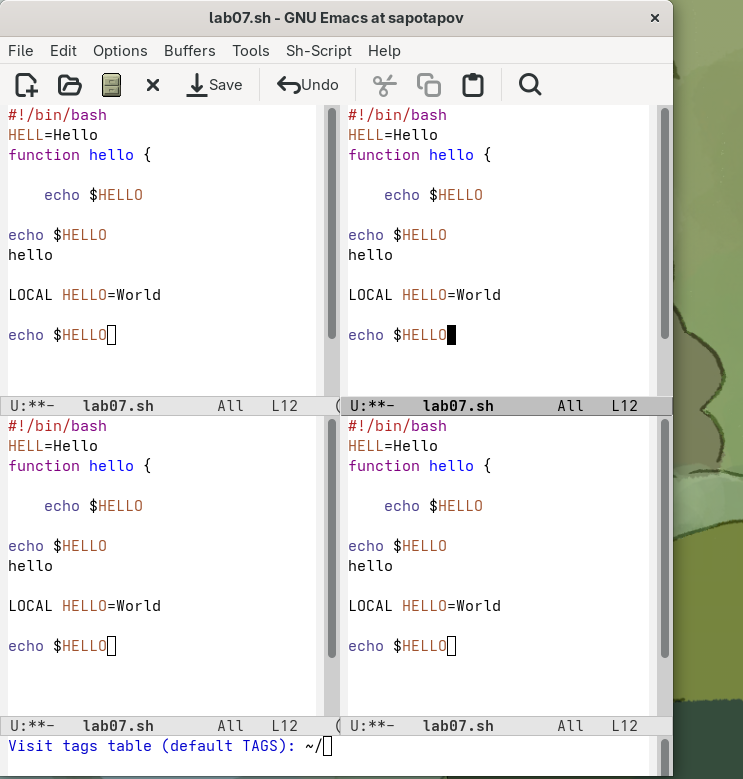 lab07.sh - GNU Emacs at sapotapov
File Edit Options Buffers Tools Sh-Script Help
Save Undo
#!/bin/bash
HELL=Hello
function hello {
echo $HELLO
echo $HELLO
hello
LOCAL HELLO=World
echo $HELLO
U:**- lab07.sh All L12 (
#!/bin/bash
HELL=Hello
function hello {
echo $HELLO
echo $HELLO
hello
LOCAL HELLO=World
echo $HELLO
U:**- lab07.sh All L12
#!/bin/bash
HELL=Hello
function hello {
echo $HELLO
echo $HELLO
hello
LOCAL HELLO=World
echo $HELLO
U:**- lab07.sh All L12 (
#!/bin/bash
HELL=Hello
function hello {
echo $HELLO
echo $HELLO
hello
LOCAL HELLO=World
echo $HELLO
U:**- lab07.sh All L12
Visit tags table (default TAGS): ~/